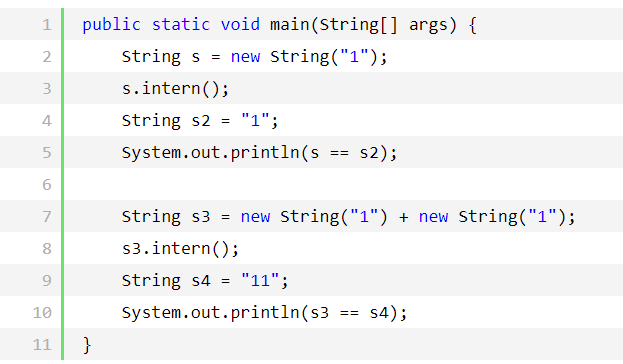 1 public static void main(String[] args) {
2 String s = new String("1");
3 s.intern();
4 String s2 = "1";
5 System.out.println(s == s2);
6
7 String s3 = new String("1") + new String("1");
8 s3.intern();
9 String s4 = "11";
10 System.out.println(s3 == s4);
11 }